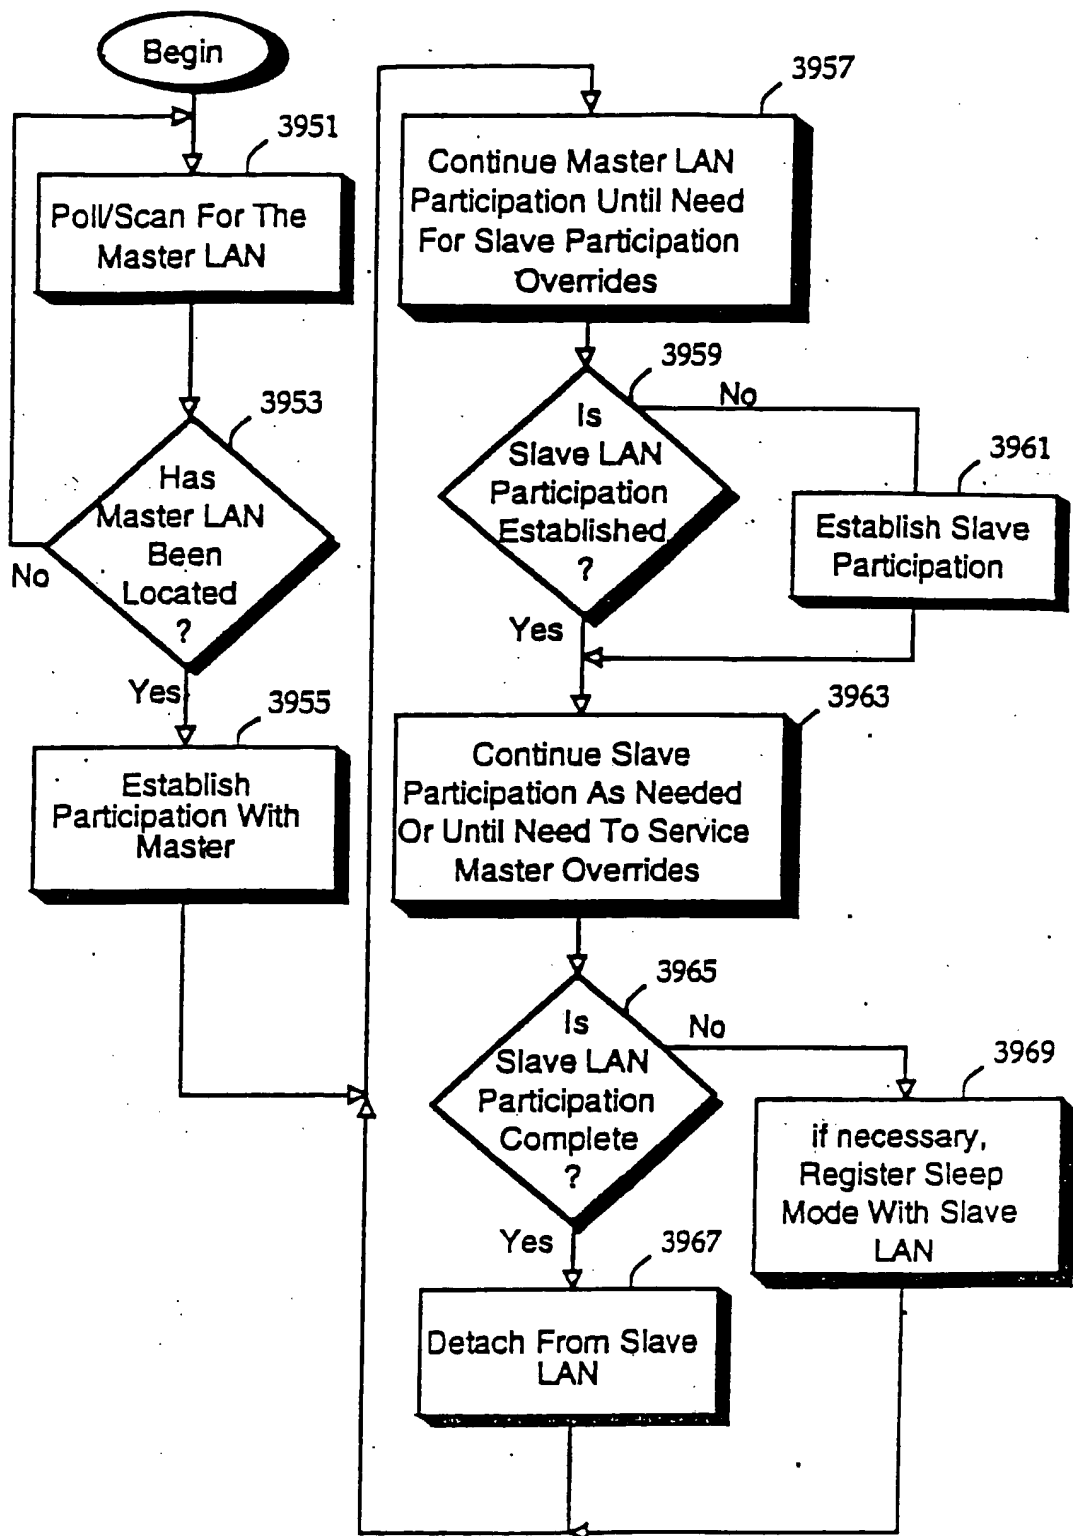 Begin
3951
Poll/Scan For The
Master LAN
3953
Has
Master LAN
Been
Located
?
No
Yes
3955
Establish
Participation With
Master
3957
Continue Master LAN
Participation Until Need
For Slave Participation
Overrides
3959
Is
Slave LAN
Participation
Established
?
No
Yes
3961
Establish Slave
Participation
3963
Continue Slave
Participation As Needed
Or Until Need To Service
Master Overrides
3965
Is
Slave LAN
Participation
Complete
?
No
Yes
3967
Detach From Slave
LAN
3969
if necessary,
Register Sleep
Mode With Slave
LAN